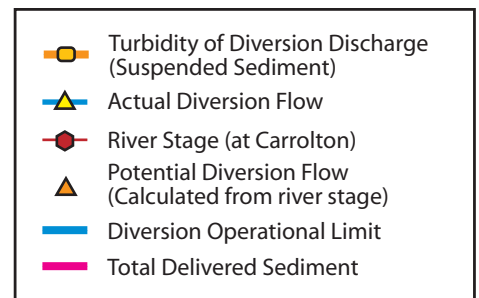 Turbidity of Diversion Discharge
(Suspended Sediment)
Actual Diversion Flow
River Stage (at Carrolton)
Potential Diversion Flow
(Calculated from river stage)
Diversion Operational Limit
Total Delivered Sediment